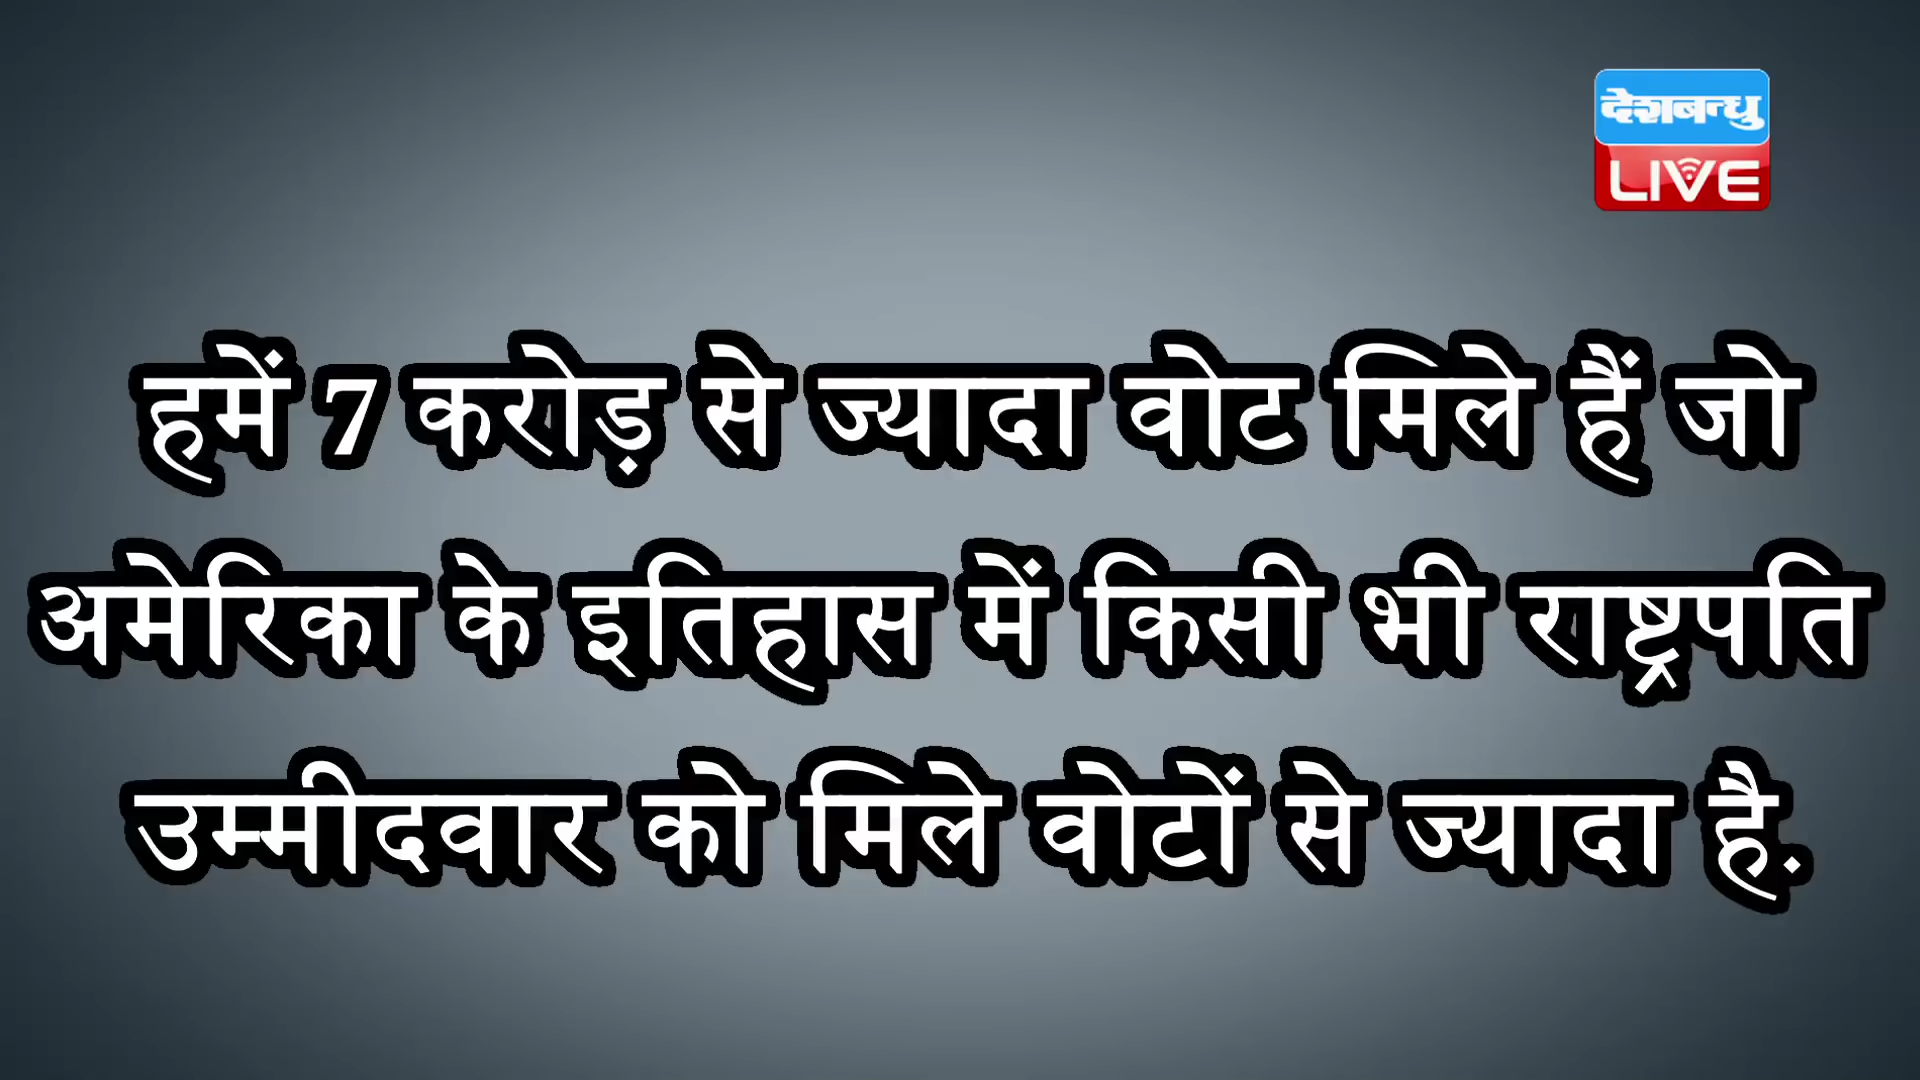 देशबन्धु
LIVE
हमें 7 करोड़ से ज्यादा वोट मिले हैं जो
अमेरिका के इतिहास में किसी भी राष्ट्रपति
उम्मीदवार को मिले वोटों से ज्यादा है.